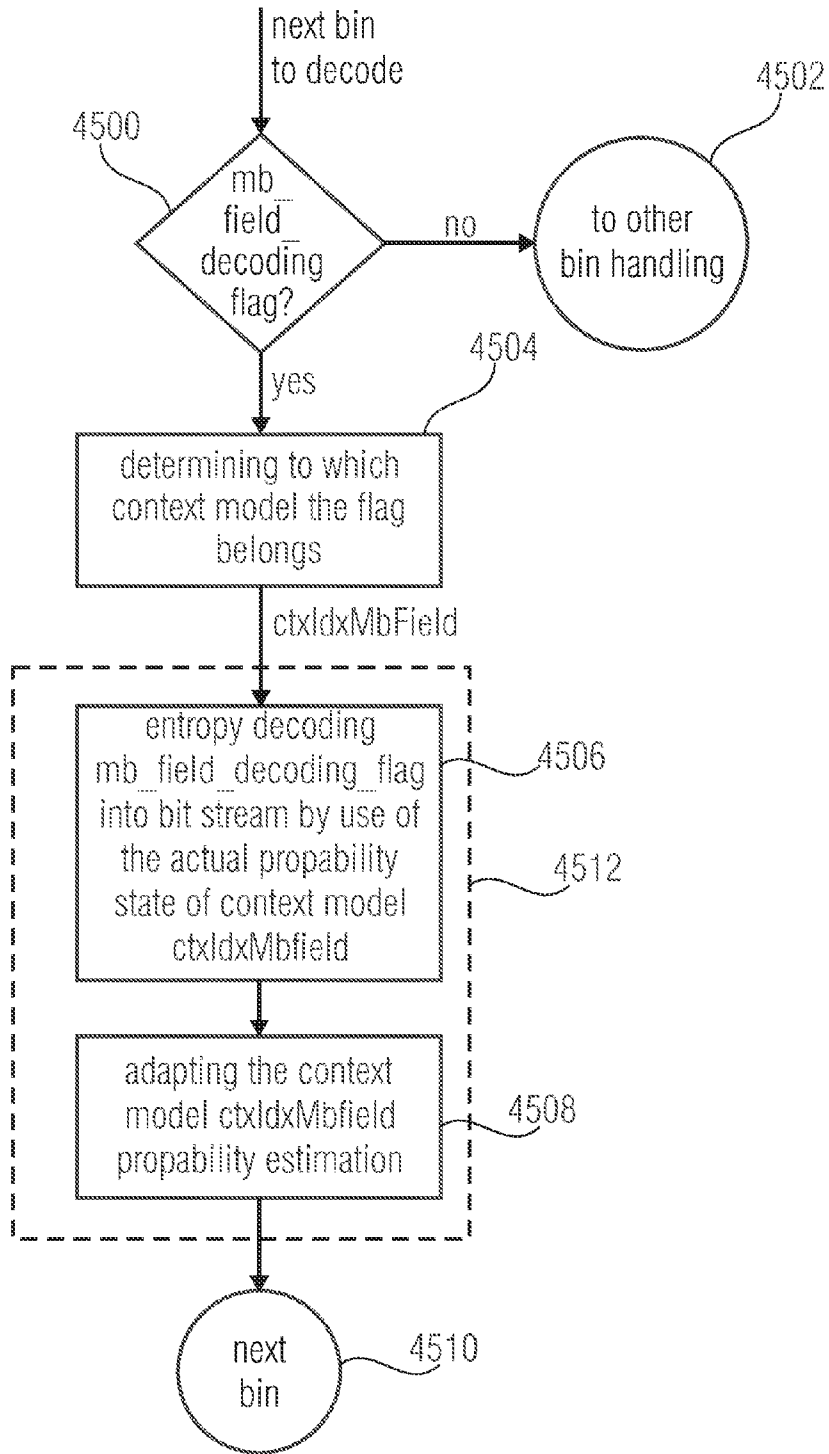 next bin
to decode
4502
4500
mb_
field_
decoding
flag?
no
to other
bin handling
yes
4504
determining to which
context model the flag
belongs
ctxIdxMbField
entropy decoding
mb_field_decoding_flag
into bit stream by use of
the actual propability
state of context model
ctxIdxMbfield
4506
4512
adapting the context
model ctxIdxMbfield
propability estimation
4508
next
bin
4510